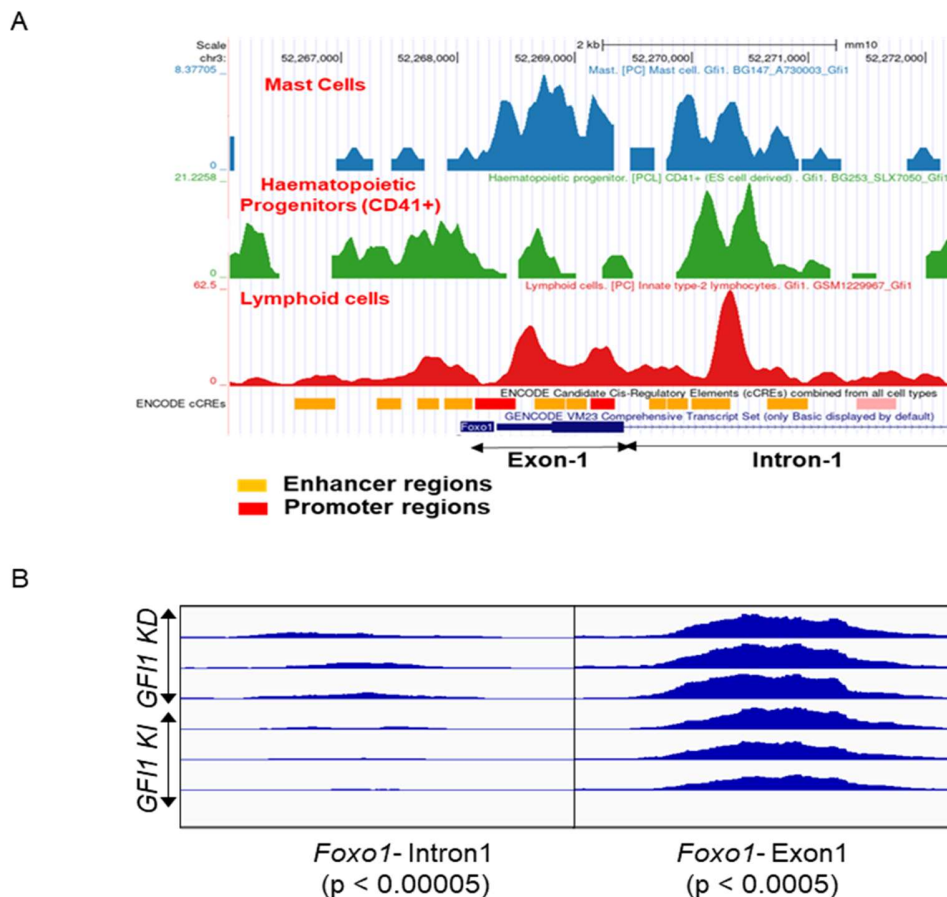 A
Scale
2 kb
mm10
chr3:
52,267,000
52,268,000
52,269,000
52,270,000
52,271,000
52,272,000
8.37705
Mast. [PC] Mast cell. Gfi1. BG147_A730003_Gfi1
Mast Cells
0
21.2258
Haematopoietic progenitor. [PCL] CD41+ (ES cell derived) . Gfi1. BG253_SLX7050_Gfi1
Haematopoietic
Progenitors (CD41+)
0
62.5
Lymphoid cells. [PC] Innate type-2 lymphocytes. Gfi1. GSM1229967_Gfi1
Lymphoid cells
0
ENCODE Candidate Cis-Regulatory Elements (cCREs) combined from all cell types
ENCODE cCREs
GENCODE VM23 Comprehensive Transcript Set (only Basic displayed by default)
Foxo1
Exon-1
Intron-1
Enhancer regions
Promoter regions
B
GFI1 KD
GFI1 KI
Foxo1- Intron1
(p < 0.00005)
Foxo1- Exon1
(p < 0.0005)